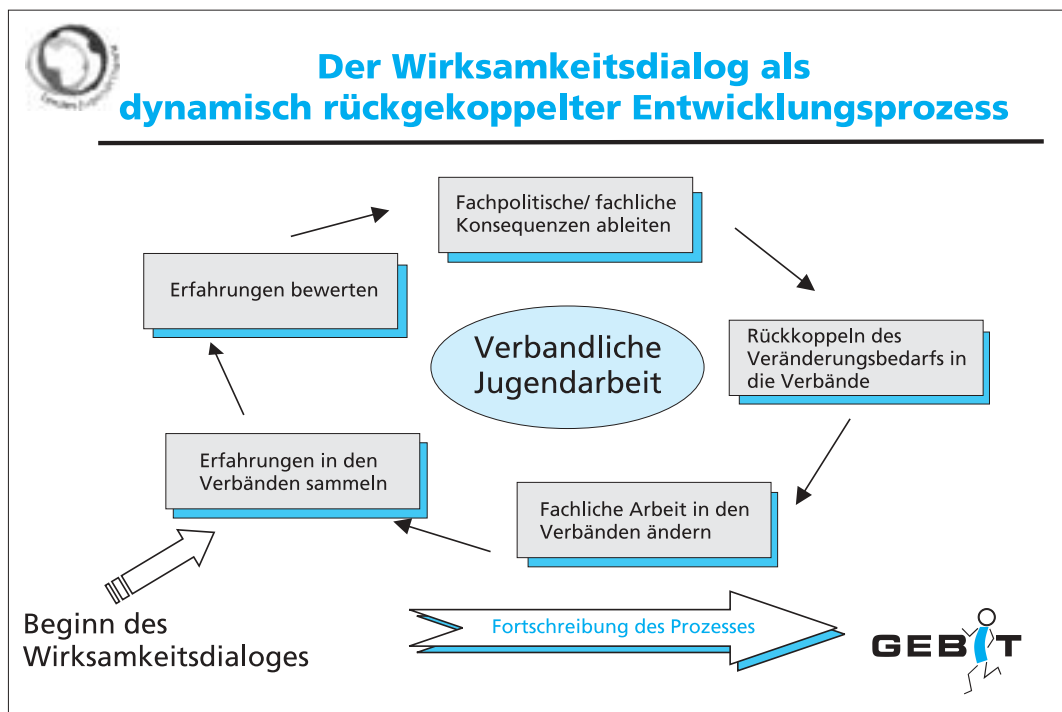 Der Wirksamkeitsdialog als
dynamisch rückgekoppelter Entwicklungsprozess
Fachpolitische/ fachliche
Konsequenzen ableiten
Erfahrungen bewerten
Verbandliche
Jugendarbeit
Rückkoppeln des
Veränderungsbedarfs in
die Verbände
Erfahrungen in den
Verbänden sammeln
Fachliche Arbeit in den
Verbänden ändern
Beginn des
Wirksamkeitsdialoges
Fortschreibung des Prozesses
GEBIT